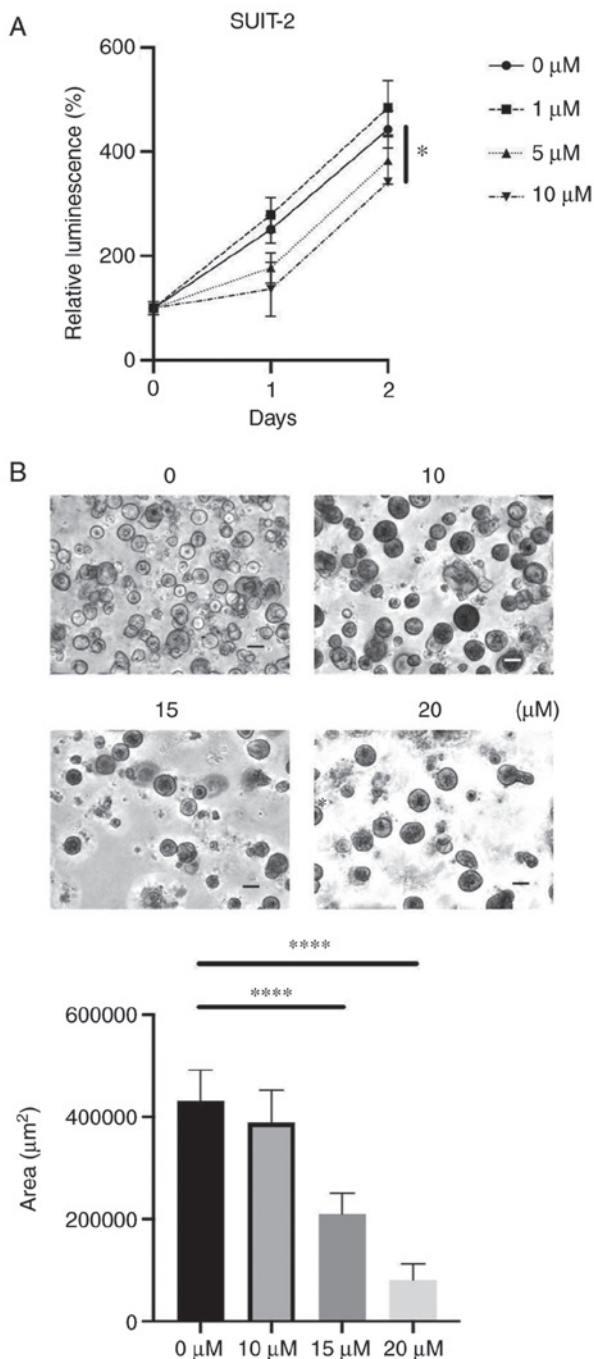 A
SUIT-2
Relative luminescence (%)
600
400
200
0
0 1 2
Days
*
0 μM
1 μM
5 μM
10 μM
B
0 10
15 20 (μM)
*
****
****
Area (μm²)
600000
400000
200000
0
0 μM 10 μM 15 μM 20 μM